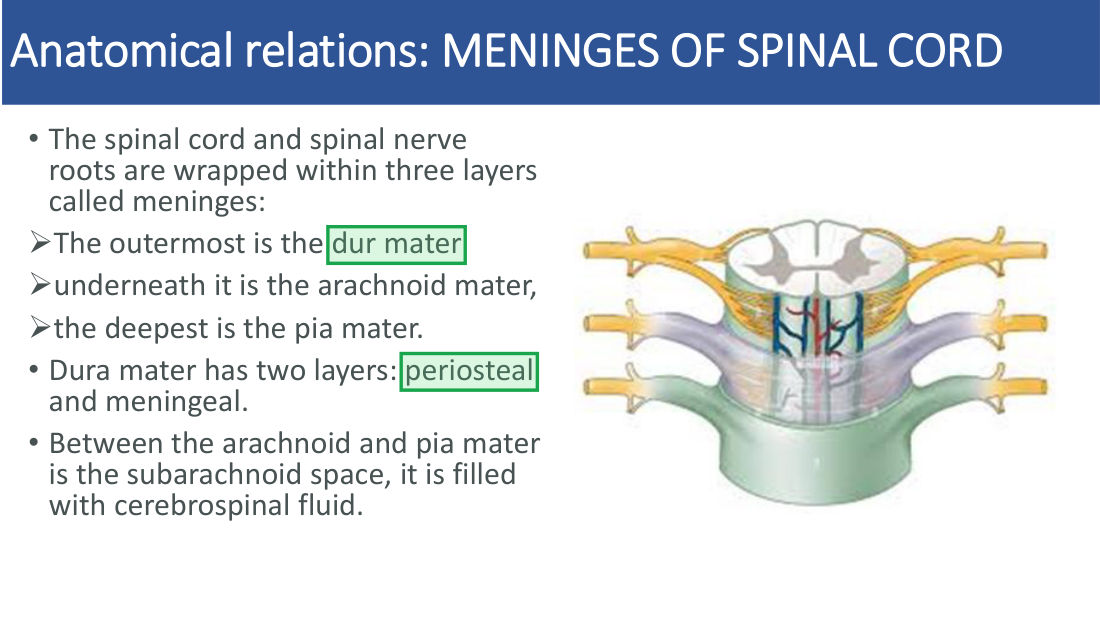 Anatomical relations: MENINGES OF SPINAL CORD
• The spinal cord and spinal nerve
roots are wrapped within three layers
called meninges:
➢The outermost is the dur mater
➢underneath it is the arachnoid mater,
➢the deepest is the pia mater.
• Dura mater has two layers: periosteal
and meningeal.
• Between the arachnoid and pia mater
is the subarachnoid space, it is filled
with cerebrospinal fluid.